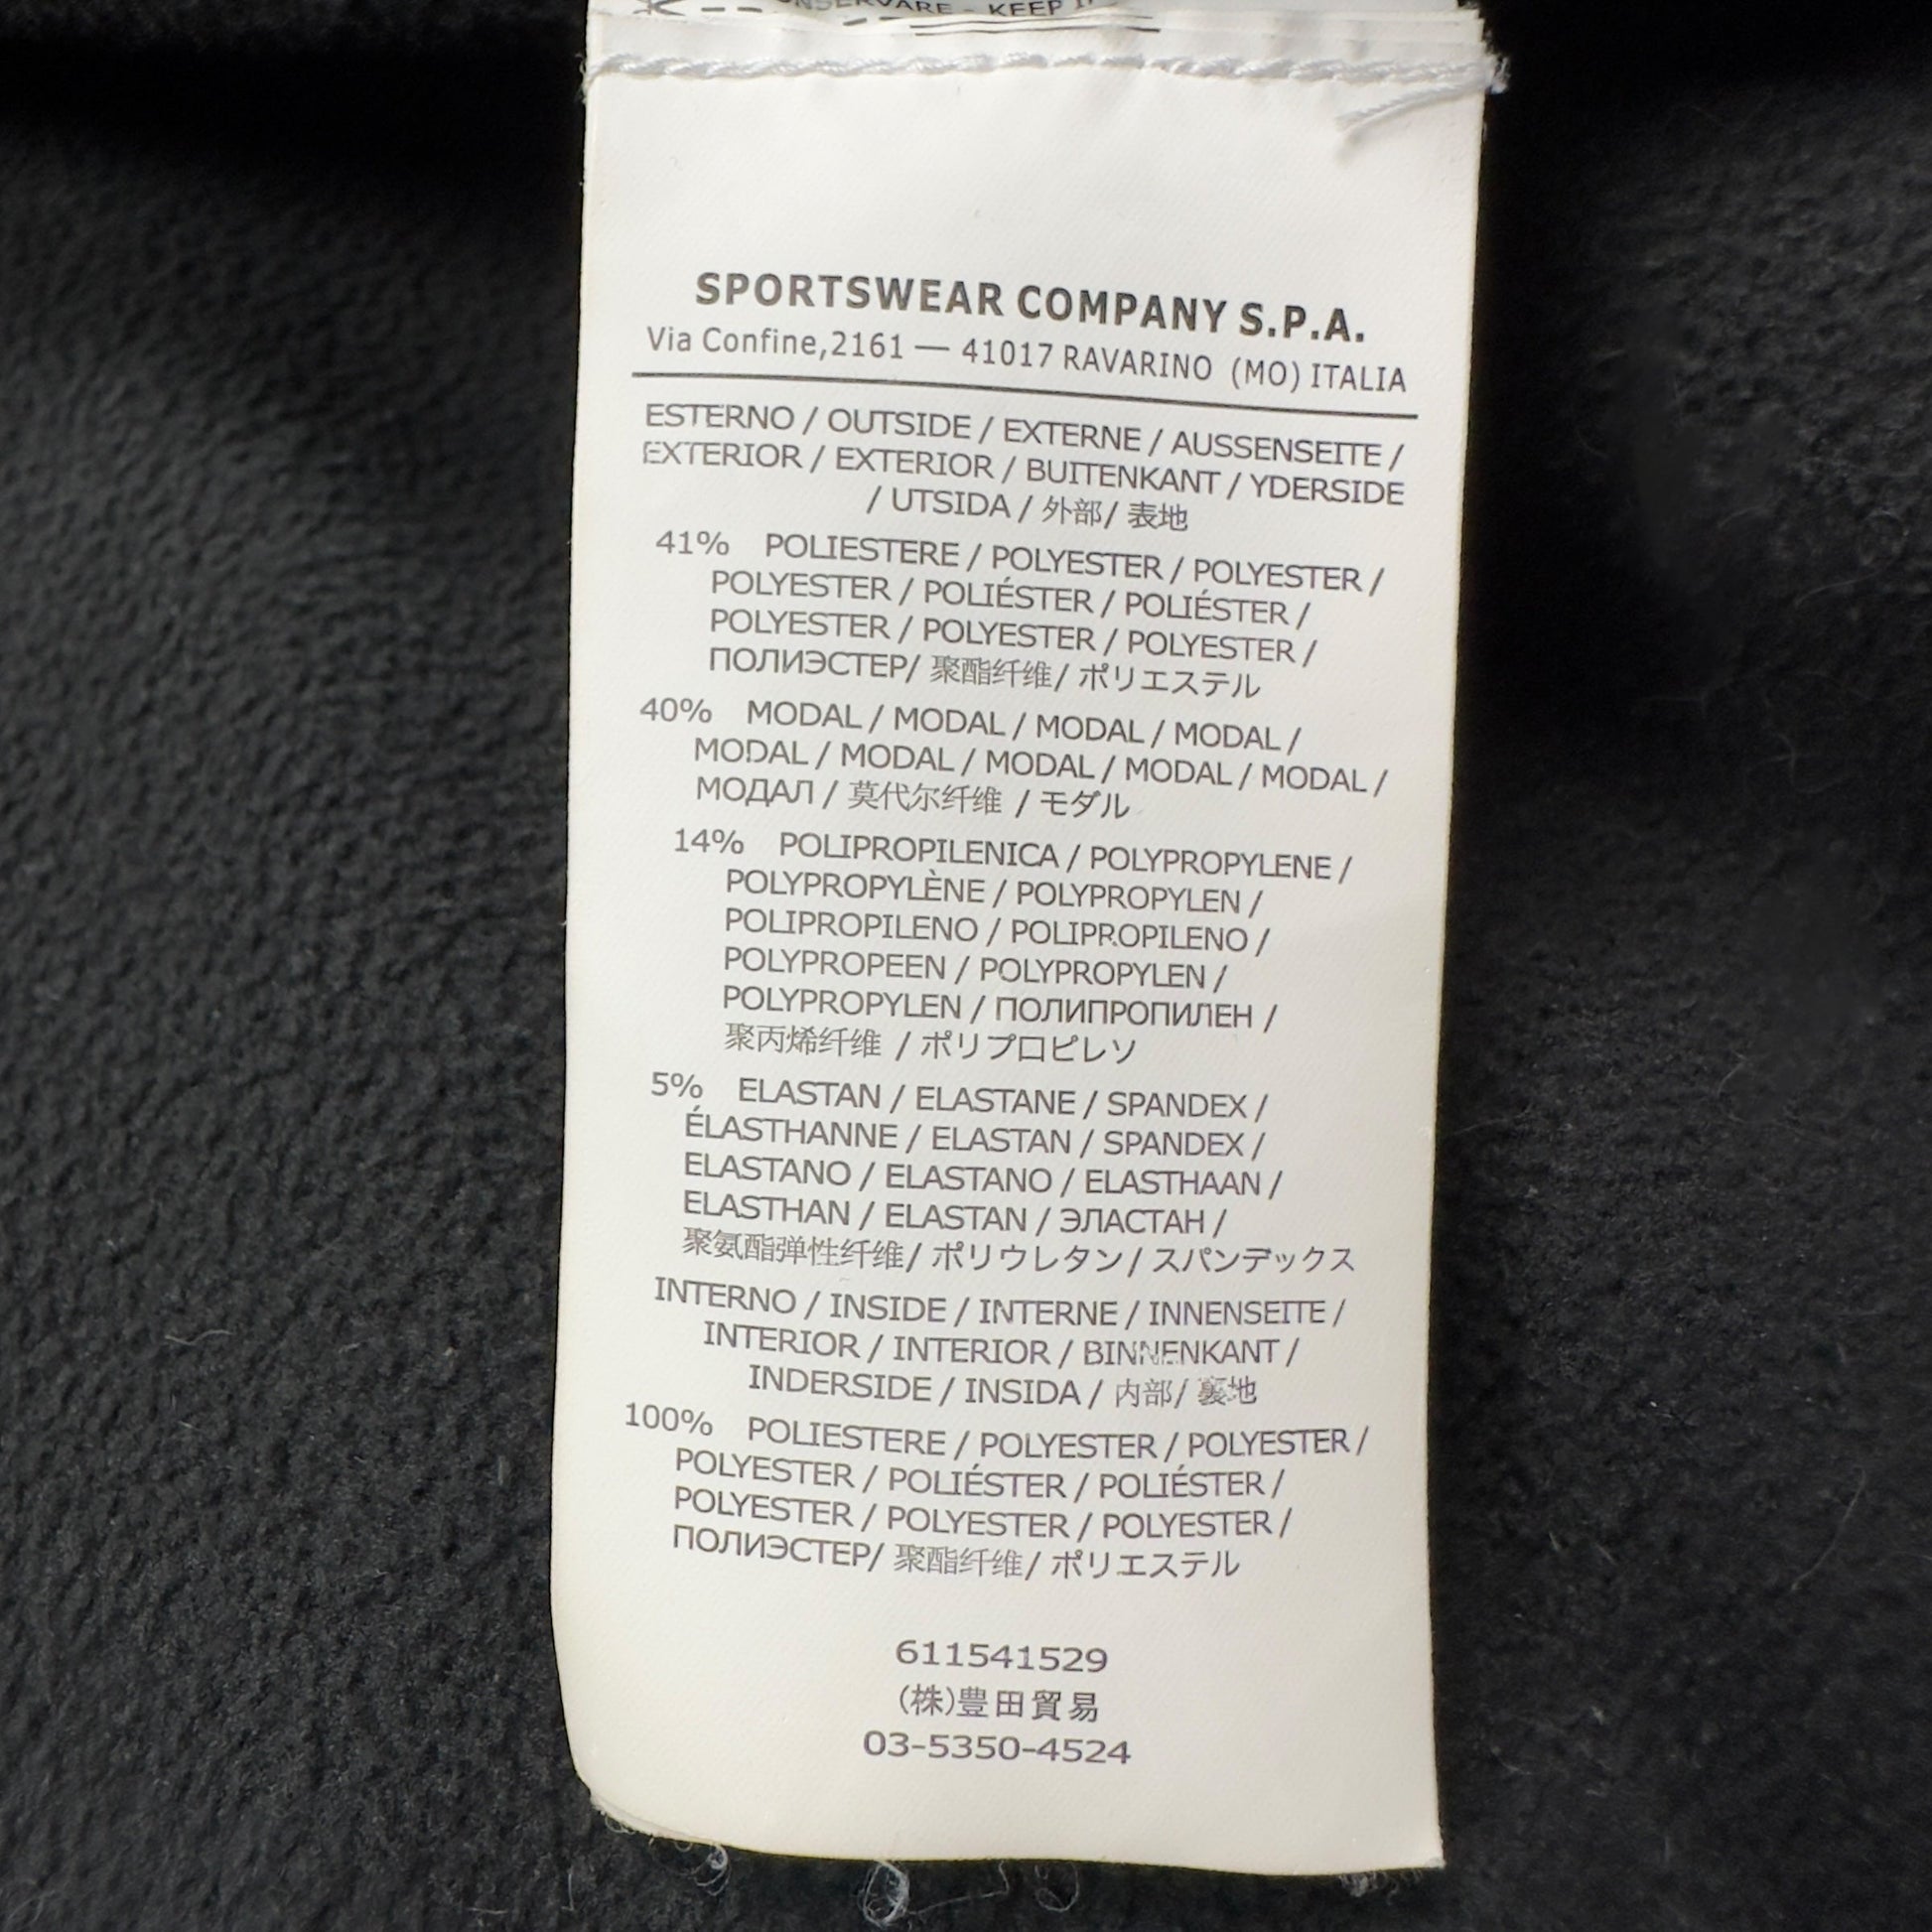 KEEP
SPORTSWEAR COMPANY S.P.A.
Via Confine,2161 — 41017 RAVARINO (MO) ITALIA
ESTERNO / OUTSIDE / EXTERNE / AUSSENSEITE /
EXTERIOR / EXTERIOR / BUITENKANT / YDERSIDE
/ UTSIDA / 外部/ 表地
41% POLIESTERE / POLYESTER / POLYESTER /
POLYESTER / POLIÉSTER / POLIÉSTER /
POLYESTER / POLYESTER / POLYESTER /
ПОЛИЭСТЕР/ 聚酯纤维/ ポリエステル
40% MODAL / MODAL / MODAL / MODAL /
MODAL / MODAL / MODAL / MODAL / MODAL /
МОДАЛ / 莫代尔纤维 / モダル
14% POLIPROPILENICA / POLYPROPYLENE /
POLYPROPYLÈNE / POLYPROPYLEN /
POLIPROPILENO / POLIPROPILENO /
POLYPROPEEN / POLYPROPYLEN /
POLYPROPYLEN / ПОЛИПРОПИЛЕН /
聚丙烯纤维 / ポリプロピレソ
5% ELASTAN / ELASTANE / SPANDEX /
ÉLASTHANNE / ELASTAN / SPANDEX /
ELASTANO / ELASTANO / ELASTHAAN /
ELASTHAN / ELASTAN / ЭЛАСТАН /
聚氨酯弹性纤维/ ポリウレタン/ スパンデックス
INTERNO / INSIDE / INTERNE / INNENSEITE /
INTERIOR / INTERIOR / BINNENKANT /
INDERSIDE / INSIDA / 内部/ 裏地
100% POLIESTERE / POLYESTER / POLYESTER /
POLYESTER / POLIÉSTER / POLIÉSTER /
POLYESTER / POLYESTER / POLYESTER /
ПОЛИЭСТЕР/ 聚酯纤维/ ポリエステル
611541529
(株)豊田貿易
03-5350-4524